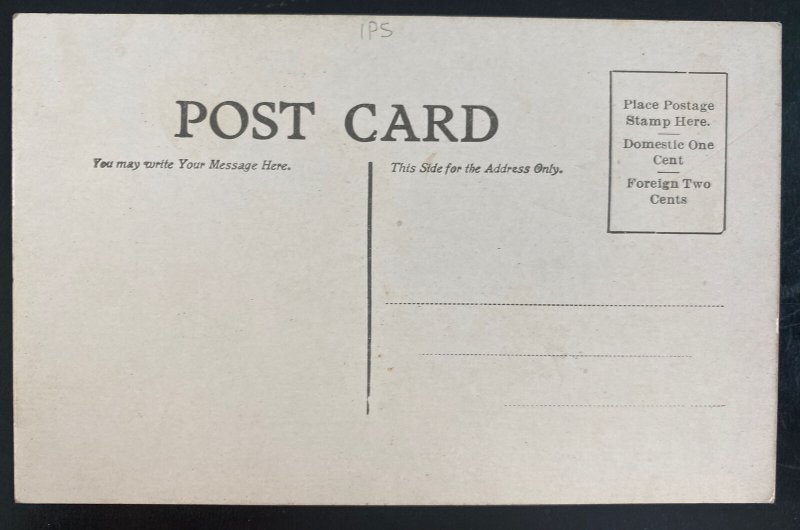 IPS
POST CARD
You may write Your Message Here.
This Side for the Address Only.
Place Postage
Stamp Here.
Domestic One
Cent
Foreign Two
Cents